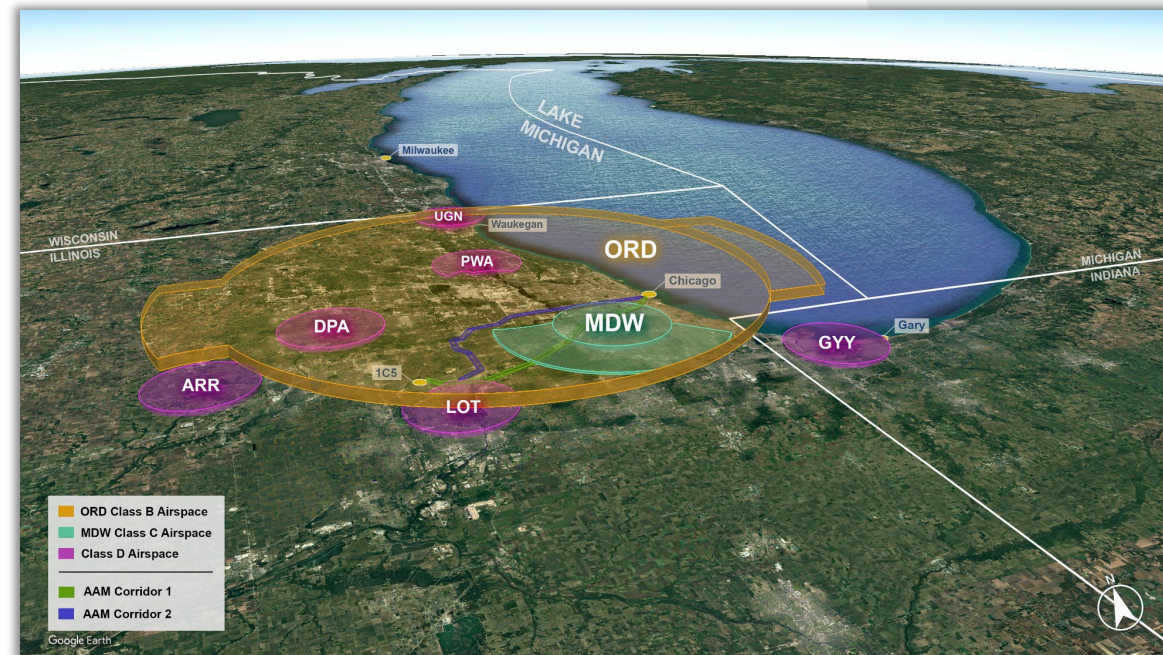 LAKE
MICHIGAN
Milwaukee
UGN
Waukegan
WISCONSIN
ILLINOIS
ORD
PWA
MICHIGAN
INDIANA
Chicago
MDW
DPA
Gary
GYY
1C5
ARR
LOT
ORD Class B Airspace
MDW Class C Airspace
Class D Airspace
AAM Corridor 1
AAM Corridor 2
N
Google Earth